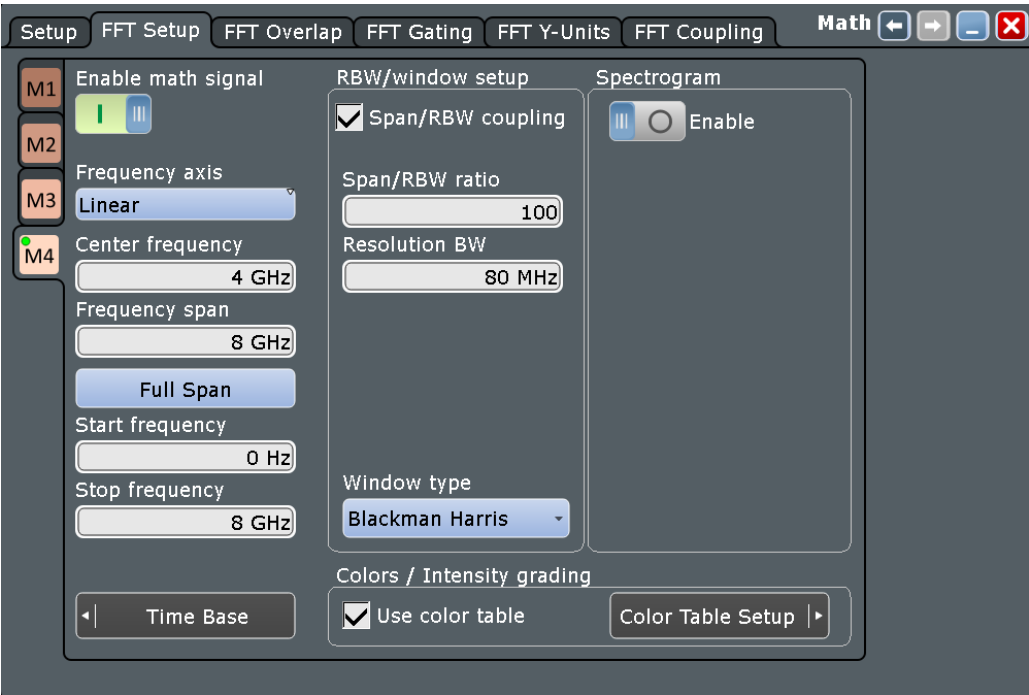 Setup FFT Setup FFT Overlap FFT Gating FFT Y-Units FFT Coupling Math
M1
M2
M3
M4
Enable math signal
Frequency axis
Linear
Center frequency
4 GHz
Frequency span
8 GHz
Full Span
Start frequency
0 Hz
Stop frequency
8 GHz
Time Base
RBW/window setup
Span/RBW coupling
Span/RBW ratio
100
Resolution BW
80 MHz
Window type
Blackman Harris
Spectrogram
Enable
Colors / Intensity grading
Use color table
Color Table Setup